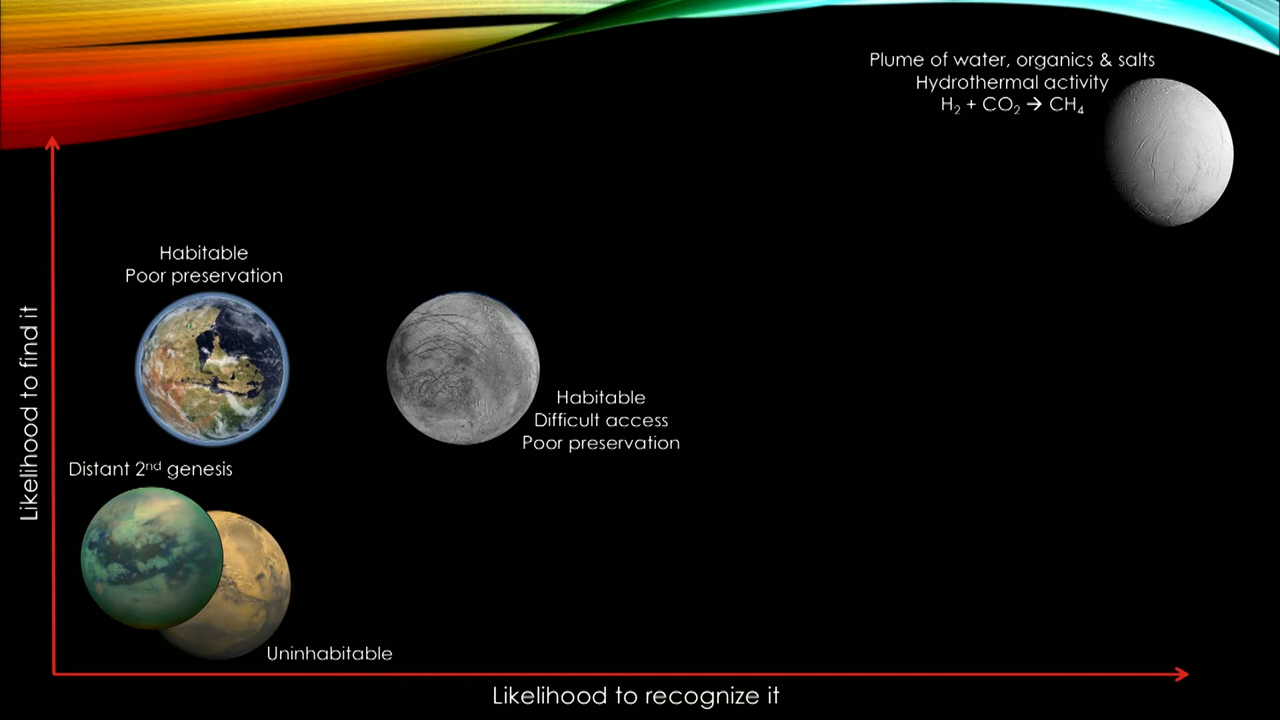 Plume of water, organics & salts
Hydrothermal activity
H₂ + CO₂ → CH₄
Habitable
Poor preservation
Habitable
Difficult access
Poor preservation
Distant 2ⁿᵈ genesis
Uninhabitable
Likelihood to find it
Likelihood to recognize it